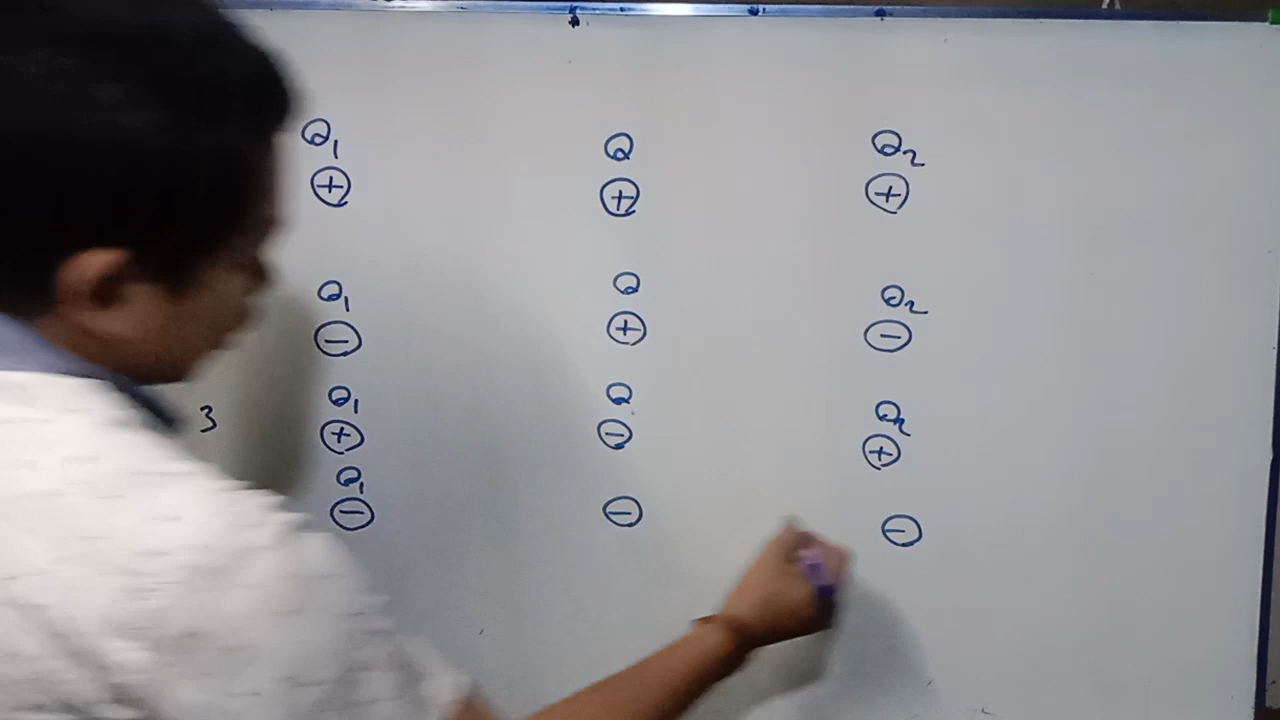 Q1 Q Q2
+ + +
Q1 Q Q2
− + −
3 Q1 Q Q2
+ − +
Q1
− − −